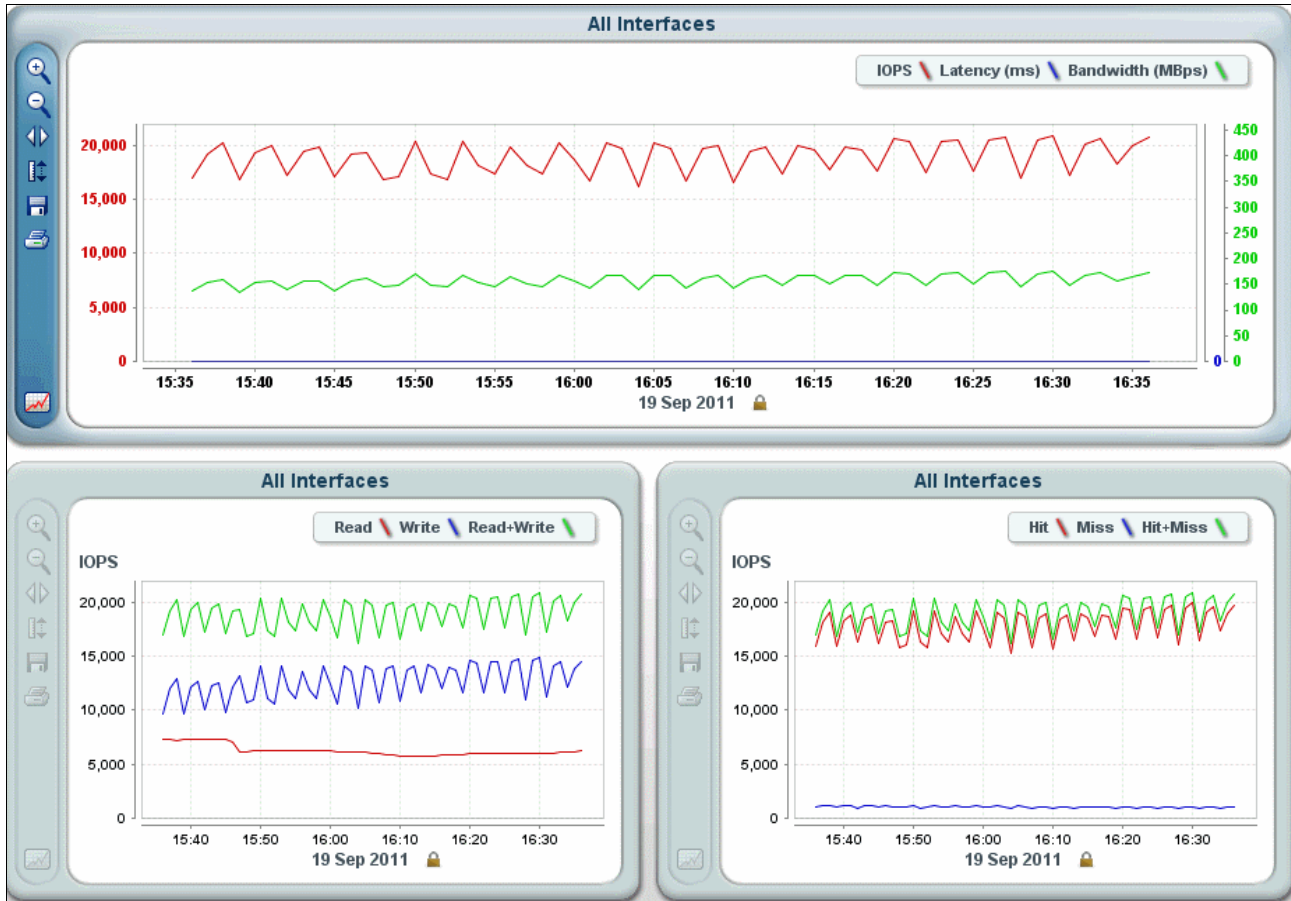 All Interfaces
IOPS Latency (ms) Bandwidth (MBps)
20,000
15,000
10,000
5,000
0
450
400
350
300
250
200
150
100
50
0 0
15:35 15:40 15:45 15:50 15:55 16:00 16:05 16:10 16:15 16:20 16:25 16:30 16:35
19 Sep 2011
All Interfaces
Read Write Read+Write
IOPS
20,000
15,000
10,000
5,000
0
15:40 15:50 16:00 16:10 16:20 16:30
19 Sep 2011
All Interfaces
Hit Miss Hit+Miss
IOPS
20,000
15,000
10,000
5,000
0
15:40 15:50 16:00 16:10 16:20 16:30
19 Sep 2011